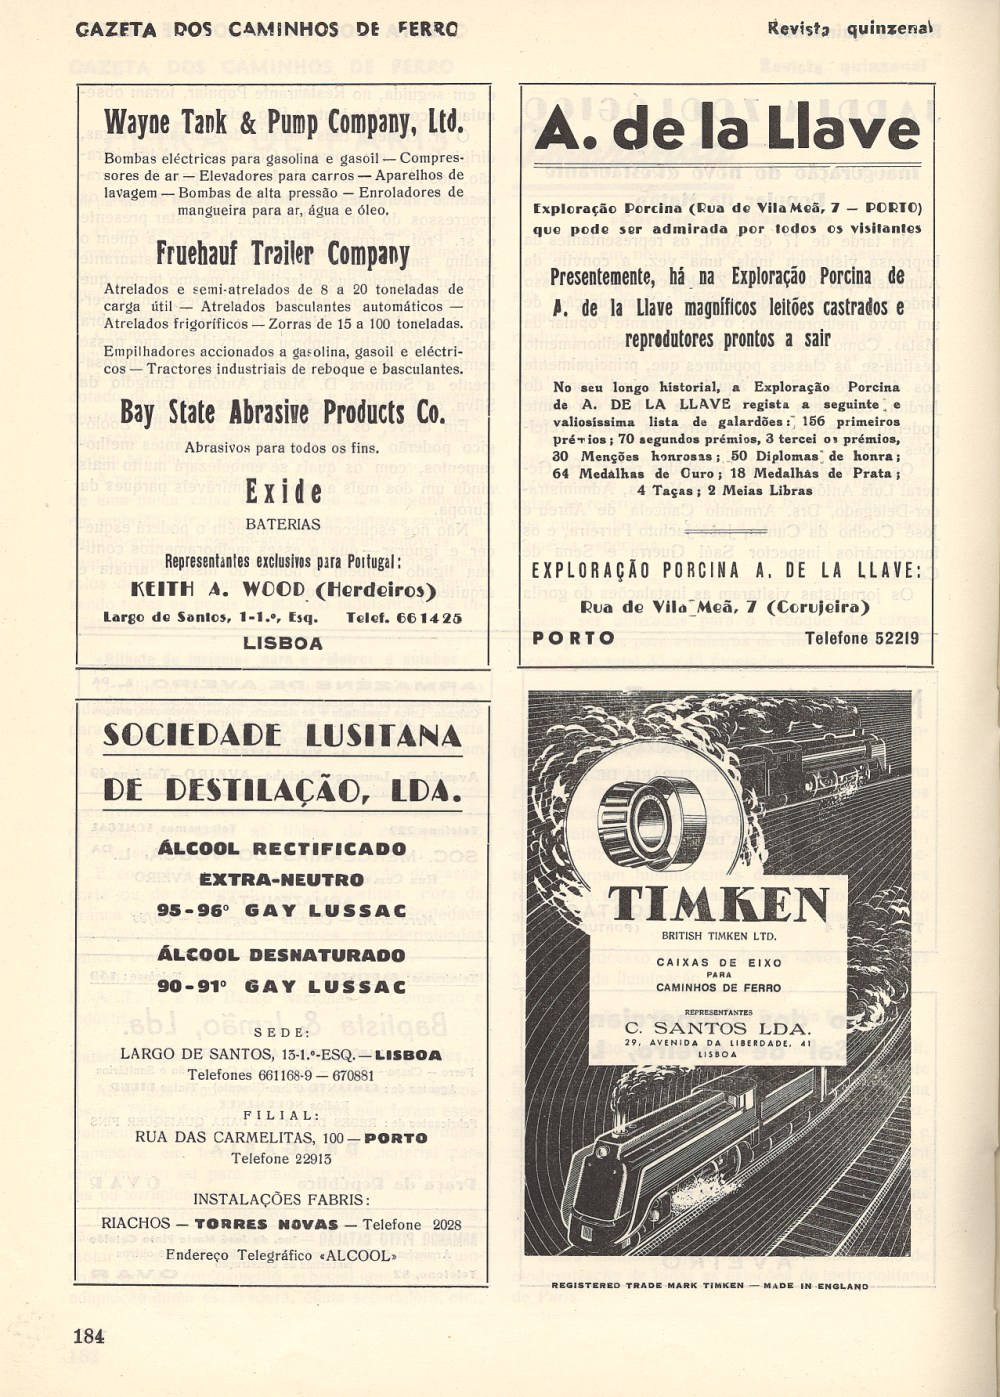 GAZETA DOS CAMINHOS DE FERRO
Revista quinzenal
Wayne Tank & Pump Company, Ltd.
Bombas eléctricas para gasolina e gasoil — Compres-
sores de ar — Elevadores para carros — Aparelhos de
lavagem — Bombas de alta pressão — Enroladores de
mangueira para ar, água e óleo.
Fruehauf Trailer Company
Atrelados e semi-atrelados de 8 a 20 toneladas de
carga útil — Atrelados basculantes automáticos —
Atrelados frigoríficos — Zorras de 15 a 100 toneladas.
Empilhadores accionados a gasolina, gasoil e eléctri-
cos — Tractores industriais de reboque e basculantes.
Bay State Abrasive Products Co.
Abrasivos para todos os fins.
Exide
BATERIAS
Representantes exclusivos para Portugal:
KEITH A. WOOD (Herdeiros)
Largo de Santos, 1-1.º, Esq. Telef. 661425
LISBOA
A. de la Llave
Exploração Porcina (Rua de Vila Meã, 7 — PORTO)
que pode ser admirada por todos os visitantes
Presentemente, há na Exploração Porcina de
A. de la Llave magníficos leitões castrados e
reprodutores prontos a sair
No seu longo historial, a Exploração Porcina
de A. DE LA LLAVE regista a seguinte e
valiosíssima lista de galardões: 156 primeiros
prémios; 70 segundos prémios, 3 terceiros prémios,
30 Menções honrosas; 50 Diplomas de honra;
64 Medalhas de Ouro; 18 Medalhas de Prata;
4 Taças; 2 Meias Libras
EXPLORAÇÃO PORCINA A. DE LA LLAVE:
Rua de Vila Meã, 7 (Corujeira)
PORTO Telefone 52219
SOCIEDADE LUSITANA
DE DESTILAÇÃO, LDA.
ÁLCOOL RECTIFICADO
EXTRA-NEUTRO
95-96º GAY LUSSAC
ÁLCOOL DESNATURADO
90-91º GAY LUSSAC
SEDE:
LARGO DE SANTOS, 13-1.º-ESQ. — LISBOA
Telefones 661168-9 — 670881
FILIAL:
RUA DAS CARMELITAS, 100 — PORTO
Telefone 22913
INSTALAÇÕES FABRIS:
RIACHOS — TORRES NOVAS — Telefone 2028
Endereço Telegráfico «ALCOOL»
TIMKEN
BRITISH TIMKEN LTD.
CAIXAS DE EIXO
PARA
CAMINHOS DE FERRO
REPRESENTANTES
C. SANTOS LDA.
29, AVENIDA DA LIBERDADE, 41
LISBOA
REGISTERED TRADE MARK TIMKEN — MADE IN ENGLAND
184